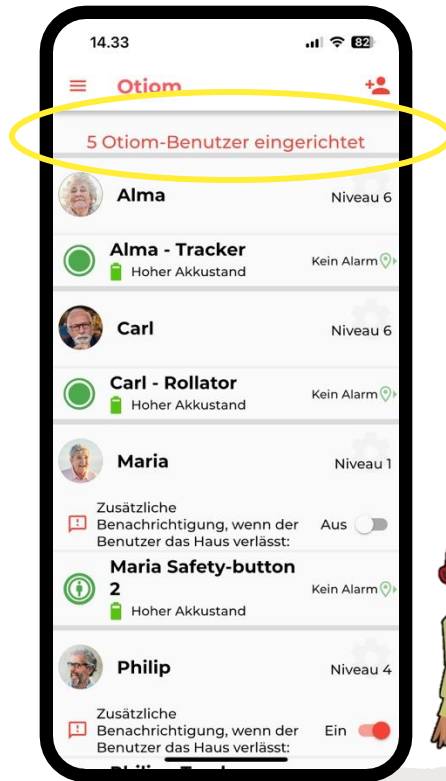 14.33
82
Otiom
5 Otiom-Benutzer eingerichtet
Alma
Niveau 6
Alma - Tracker
Hoher Akkustand
Kein Alarm
Carl
Niveau 6
Carl - Rollator
Hoher Akkustand
Kein Alarm
Maria
Niveau 1
Zusätzliche
Benachrichtigung, wenn der
Benutzer das Haus verlässt:
Aus
Maria Safety-button
2
Hoher Akkustand
Kein Alarm
Philip
Niveau 4
Zusätzliche
Benachrichtigung, wenn der
Benutzer das Haus verlässt:
Ein